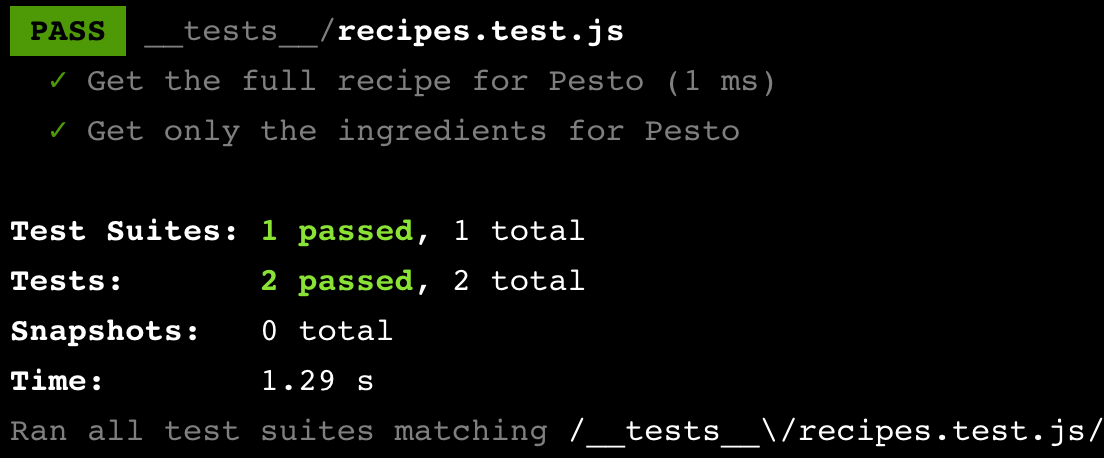 PASS __tests__/recipes.test.js
✓ Get the full recipe for Pesto (1 ms)
✓ Get only the ingredients for Pesto
Test Suites: 1 passed, 1 total
Tests: 2 passed, 2 total
Snapshots: 0 total
Time: 1.29 s
Ran all test suites matching /__tests__\/recipes.test.js/